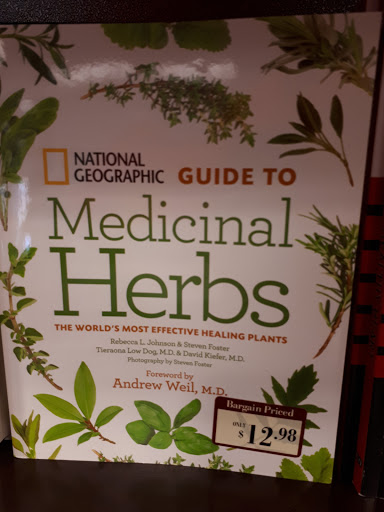 NATIONAL
GEOGRAPHIC GUIDE TO
Medicinal
Herbs
THE WORLD'S MOST EFFECTIVE HEALING PLANTS
Rebecca L. Johnson & Steven Foster
Tieraona Low Dog, M.D. & David Kiefer, M.D.
Photography by Steven Foster
Foreword by
Andrew Weil, M.D.
Bargain Priced
ONLY
$12.98